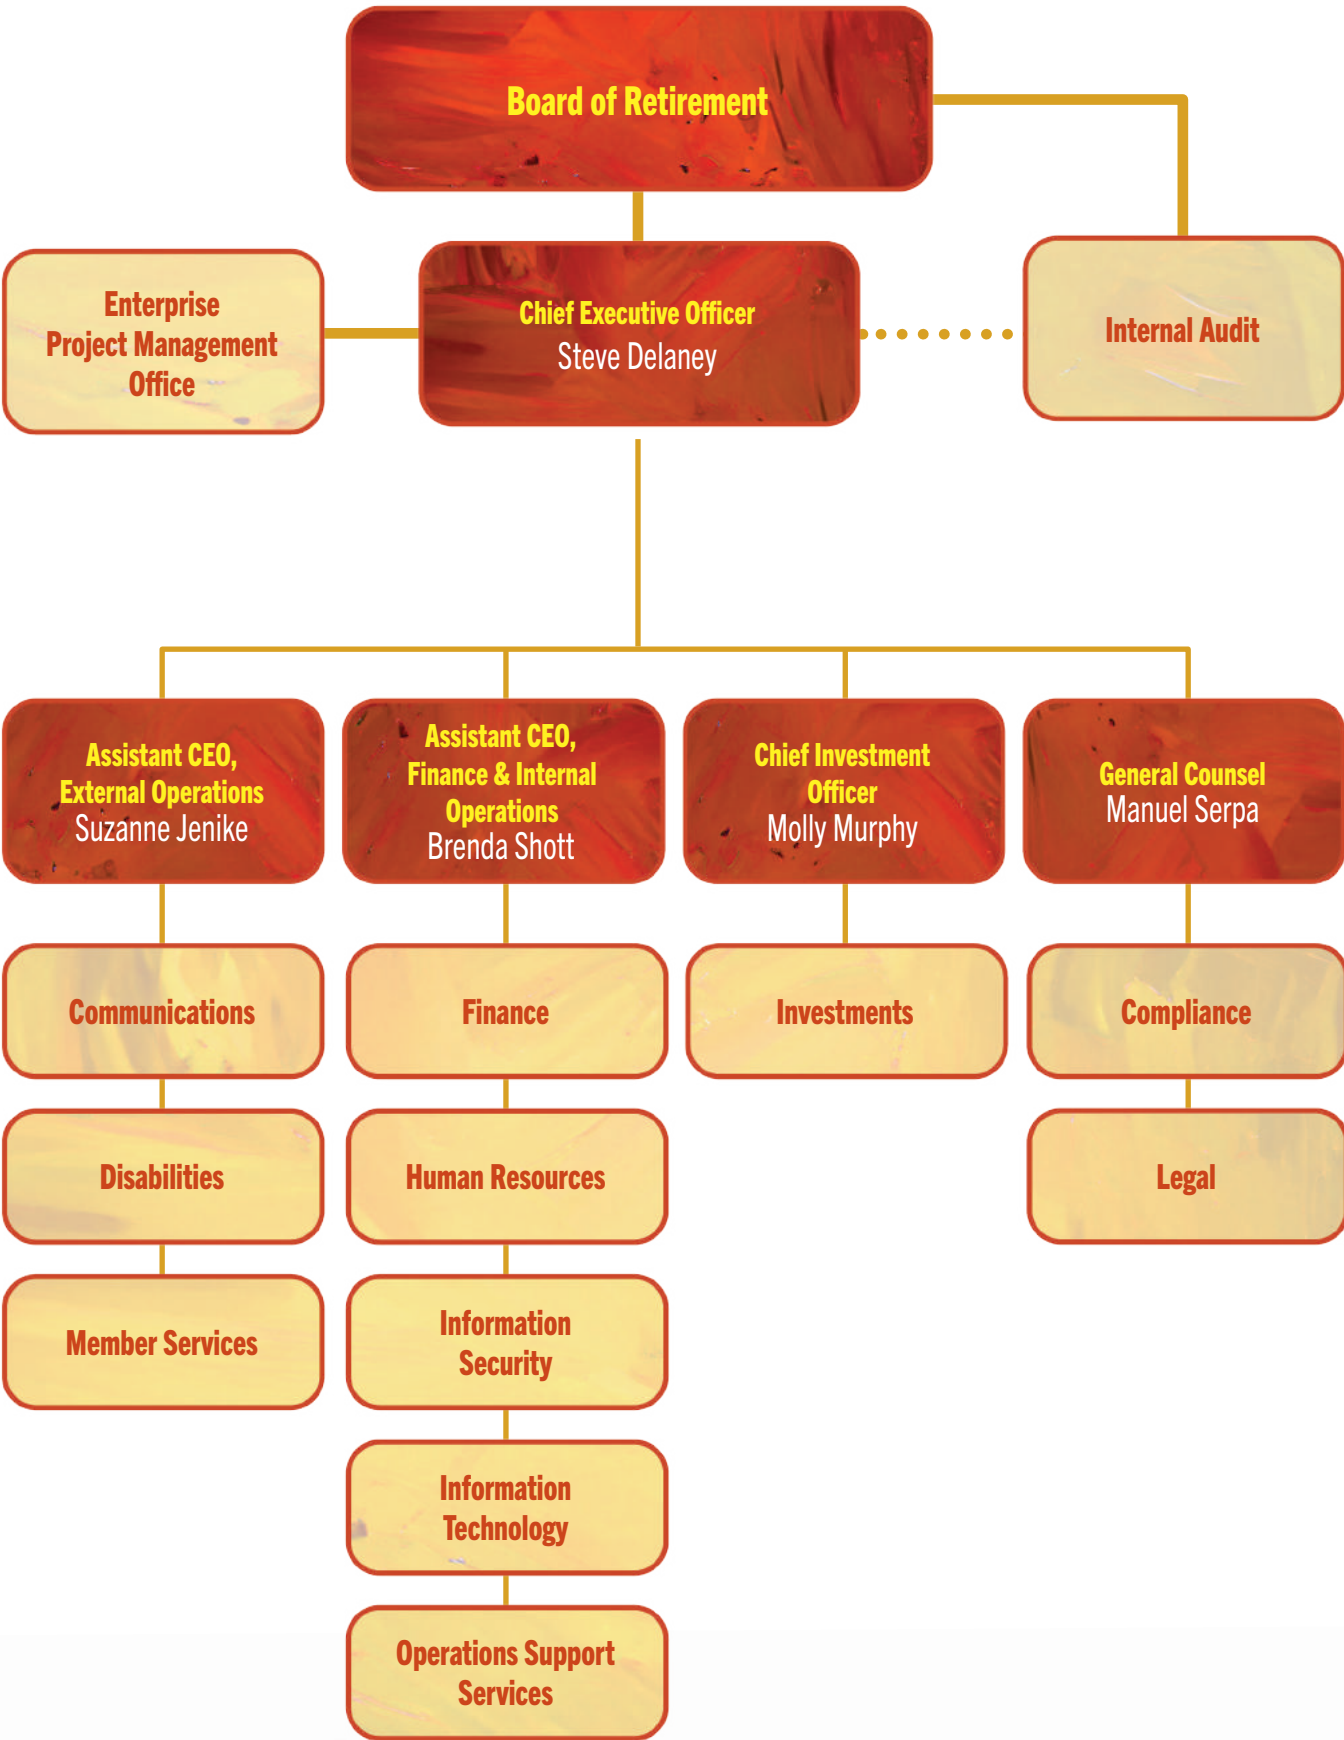 Board of Retirement
Enterprise
Project Management
Office
Chief Executive Officer
Steve Delaney
Internal Audit
Assistant CEO,
External Operations
Suzanne Jenike
Assistant CEO,
Finance & Internal
Operations
Brenda Shott
Chief Investment
Officer
Molly Murphy
General Counsel
Manuel Serpa
Communications
Finance
Investments
Compliance
Disabilities
Human Resources
Legal
Member Services
Information
Security
Information
Technology
Operations Support
Services